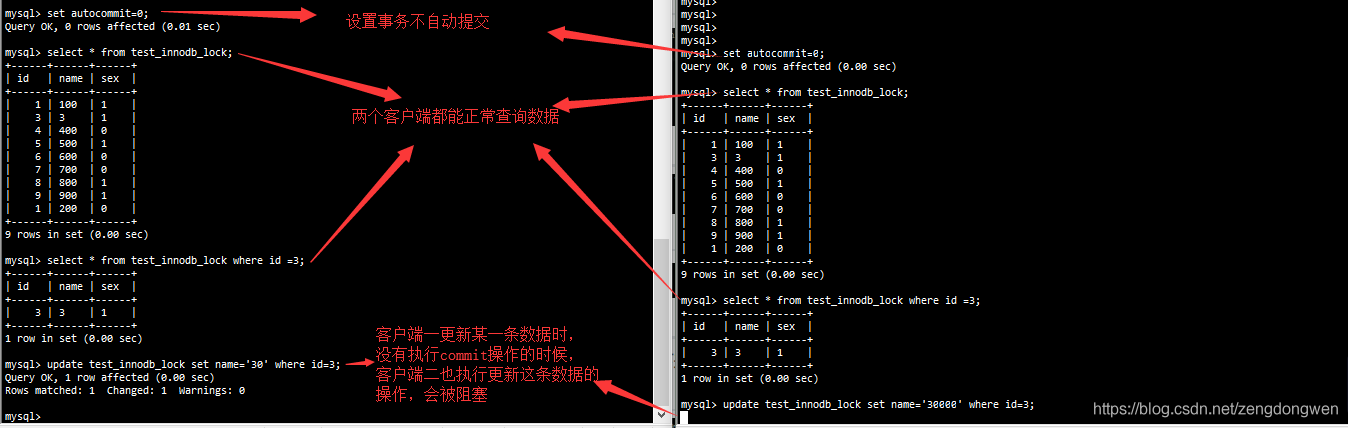 mysql> set autocommit=0;
Query OK, 0 rows affected (0.01 sec)
mysql> select * from test_innodb_lock;
+------+------+------+
| id   | name | sex  |
+------+------+------+
|    1 | 100  | 1    |
|    3 | 3    | 1    |
|    4 | 400  | 0    |
|    5 | 500  | 1    |
|    6 | 600  | 0    |
|    7 | 700  | 0    |
|    8 | 800  | 1    |
|    9 | 900  | 1    |
|    1 | 200  | 0    |
+------+------+------+
9 rows in set (0.00 sec)
mysql> select * from test_innodb_lock where id =3;
+------+------+------+
| id   | name | sex  |
+------+------+------+
|    3 | 3    | 1    |
+------+------+------+
1 row in set (0.00 sec)
mysql> update test_innodb_lock set name='30' where id=3;
Query OK, 1 row affected (0.00 sec)
Rows matched: 1  Changed: 1  Warnings: 0
mysql>
设置事务不自动提交
两个客户端都能正常查询数据
客户端一更新某一条数据时，
没有执行commit操作的时候，
客户端二也执行更新这条数据的
操作，会被阻塞
mysql>
mysql>
mysql>
mysql>
mysql> set autocommit=0;
Query OK, 0 rows affected (0.00 sec)
mysql> select * from test_innodb_lock;
+------+------+------+
| id   | name | sex  |
+------+------+------+
|    1 | 100  | 1    |
|    3 | 3    | 1    |
|    4 | 400  | 0    |
|    5 | 500  | 1    |
|    6 | 600  | 0    |
|    7 | 700  | 0    |
|    8 | 800  | 1    |
|    9 | 900  | 1    |
|    1 | 200  | 0    |
+------+------+------+
9 rows in set (0.00 sec)
mysql> select * from test_innodb_lock where id =3;
+------+------+------+
| id   | name | sex  |
+------+------+------+
|    3 | 3    | 1    |
+------+------+------+
1 row in set (0.00 sec)
mysql> update test_innodb_lock set name='30000' where id=3;
https://blog.csdn.net/zengdongwen